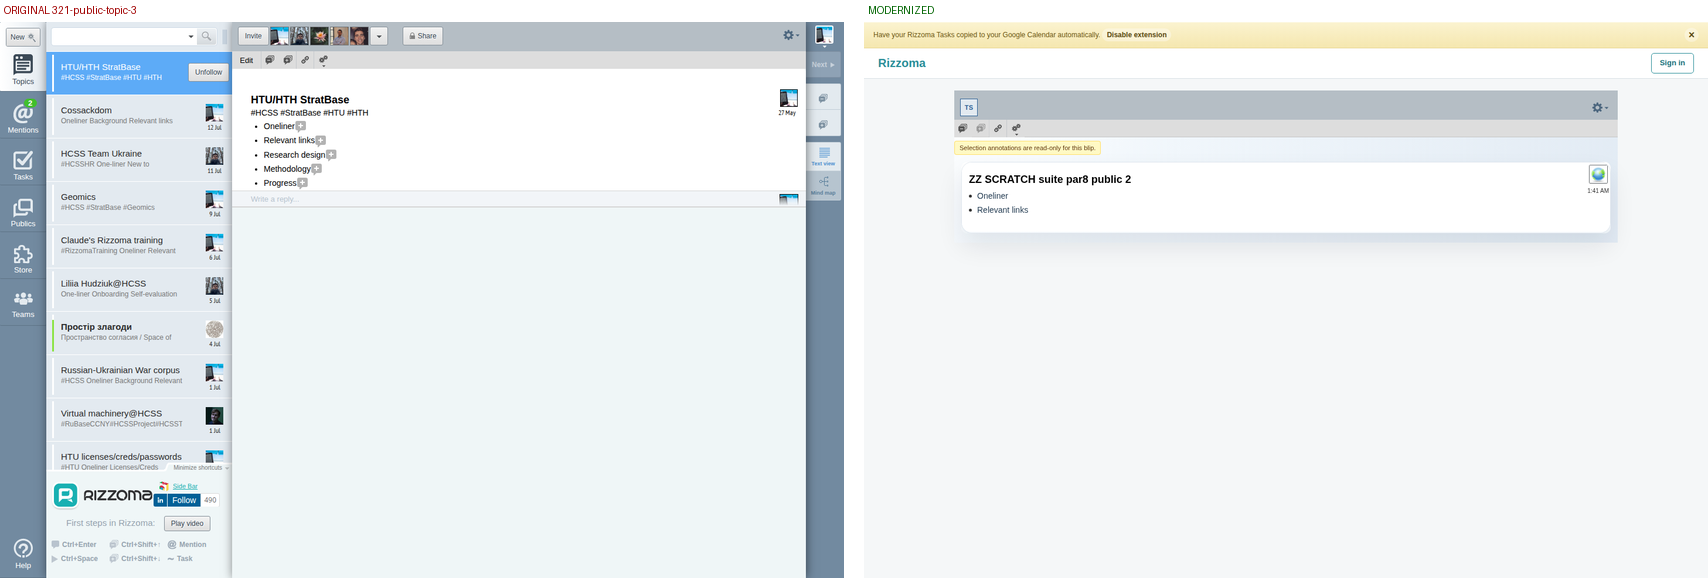 ORIGINAL 321-public-topic-3
New
Topics
2
Mentions
Tasks
Publics
Store
Teams
Help
HTU/HTH StratBase
#HCSS #StratBase #HTU #HTH
Unfollow
Cossackdom
Oneliner Background Relevant links
12 Jul
HCSS Team Ukraine
#HCSSHR One-liner New to
11 Jul
Geomics
#HCSS #StratBase #Geomics
9 Jul
Claude's Rizzoma training
#RizzomaTraining Oneliner Relevant
6 Jul
Liliia Hudziuk@HCSS
One-liner Onboarding Self-evaluation
5 Jul
Простір злагоди
Пространство согласия / Space of
4 Jul
Russian-Ukrainian War corpus
#HCSS Oneliner Background Relevant
1 Jul
Virtual machinery@HCSS
#RuBaseCCNY#HCSSProject#HCSST
1 Jul
HTU licenses/creds/passwords
#HTU Oneliner Licenses/Creds
Minimize shortcuts
RIZZOMA
Side Bar
in Follow 490
First steps in Rizzoma: Play video
Ctrl+Enter Ctrl+Shift+↑ @ Mention
Ctrl+Space Ctrl+Shift+↓ ~ Task
Invite
Share
Edit
HTU/HTH StratBase
#HCSS #StratBase #HTU #HTH
27 May
• Oneliner
• Relevant links
• Research design
• Methodology
• Progress
Write a reply...
Next
Text view
Mind map
MODERNIZED
Have your Rizzoma Tasks copied to your Google Calendar automatically. Disable extension ×
Rizzoma
Sign in
TS
Selection annotations are read-only for this blip.
ZZ SCRATCH suite par8 public 2
1:41 AM
• Oneliner
• Relevant links